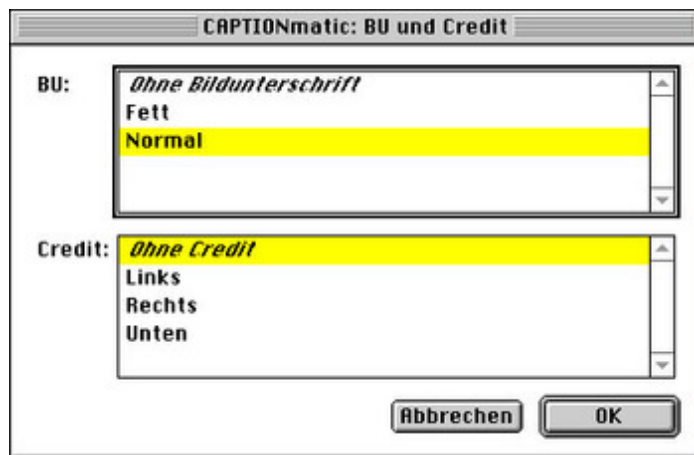 CAPTIONmatic: BU und Credit
BU:
Ohne Bildunterschrift
Fett
Normal
Credit:
Ohne Credit
Links
Rechts
Unten
Abbrechen
OK